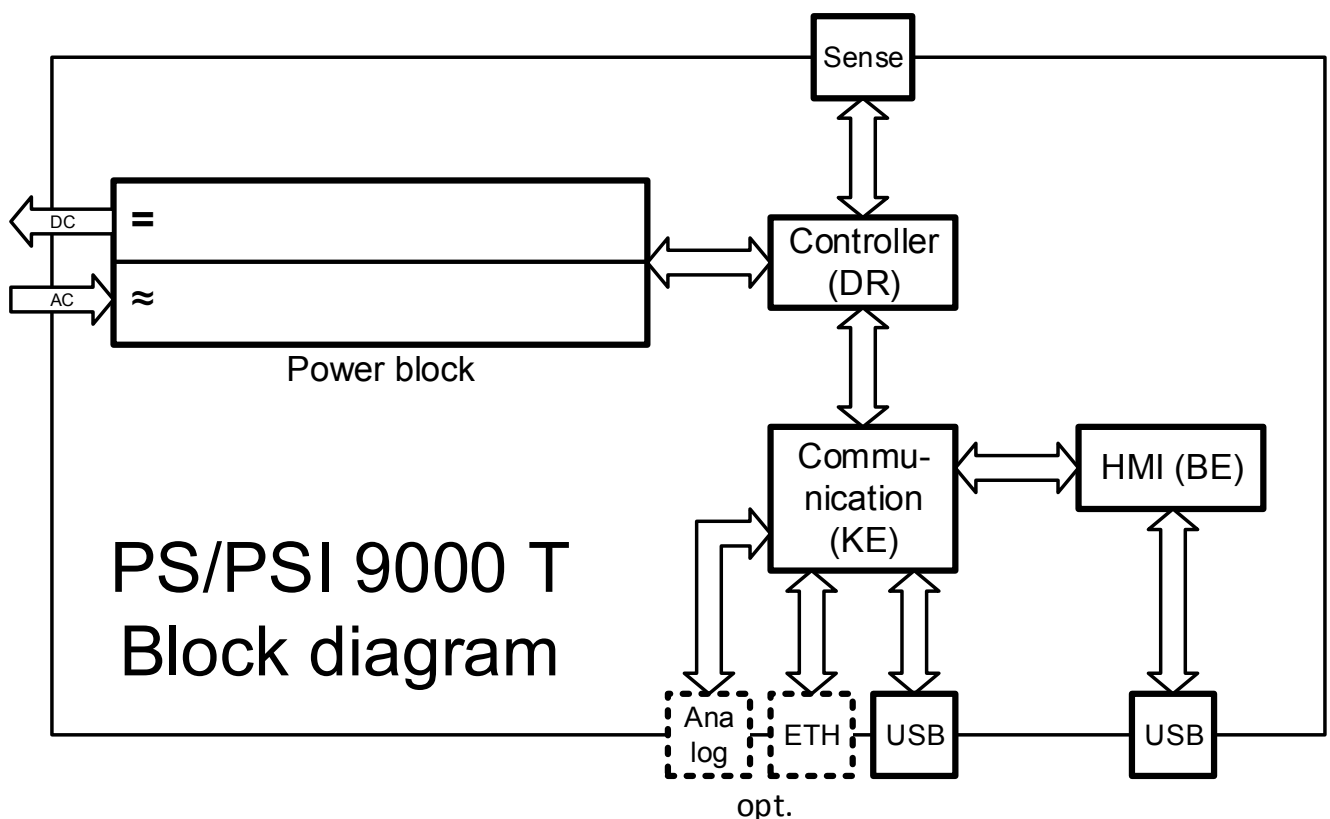 Sense
DC
=
Controller
(DR)
AC
≈
Power block
Commu-
nication
(KE)
HMI (BE)
PS/PSI 9000 T
Block diagram
Ana
log
ETH
USB
USB
opt.